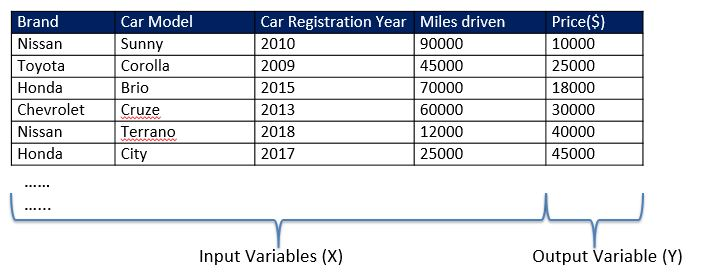 Brand Car Model Car Registration Year Miles driven Price($)
Nissan Sunny 2010 90000 10000
Toyota Corolla 2009 45000 25000
Honda Brio 2015 70000 18000
Chevrolet Cruze 2013 60000 30000
Nissan Terrano 2018 12000 40000
Honda City 2017 25000 45000
......
......
Input Variables (X) Output Variable (Y)